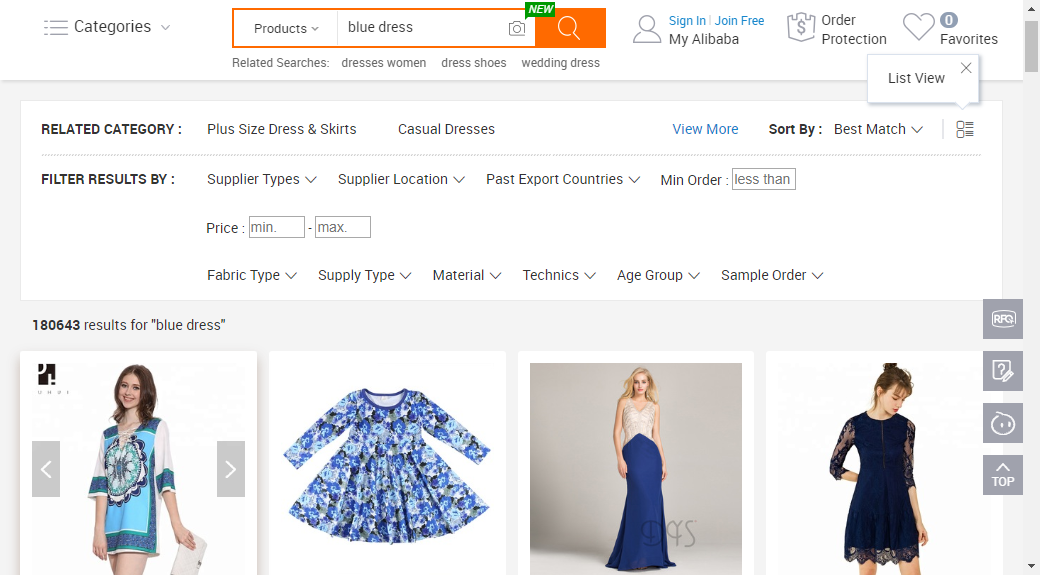 Categories
Products
blue dress
NEW
Sign In | Join Free
My Alibaba
Order
Protection
0
Favorites
Related Searches: dresses women dress shoes wedding dress
List View
RELATED CATEGORY : Plus Size Dress & Skirts Casual Dresses View More Sort By : Best Match
FILTER RESULTS BY : Supplier Types Supplier Location Past Export Countries Min Order : less than
Price : min. - max.
Fabric Type Supply Type Material Technics Age Group Sample Order
180643 results for "blue dress"
RFQ
TOP
DFS